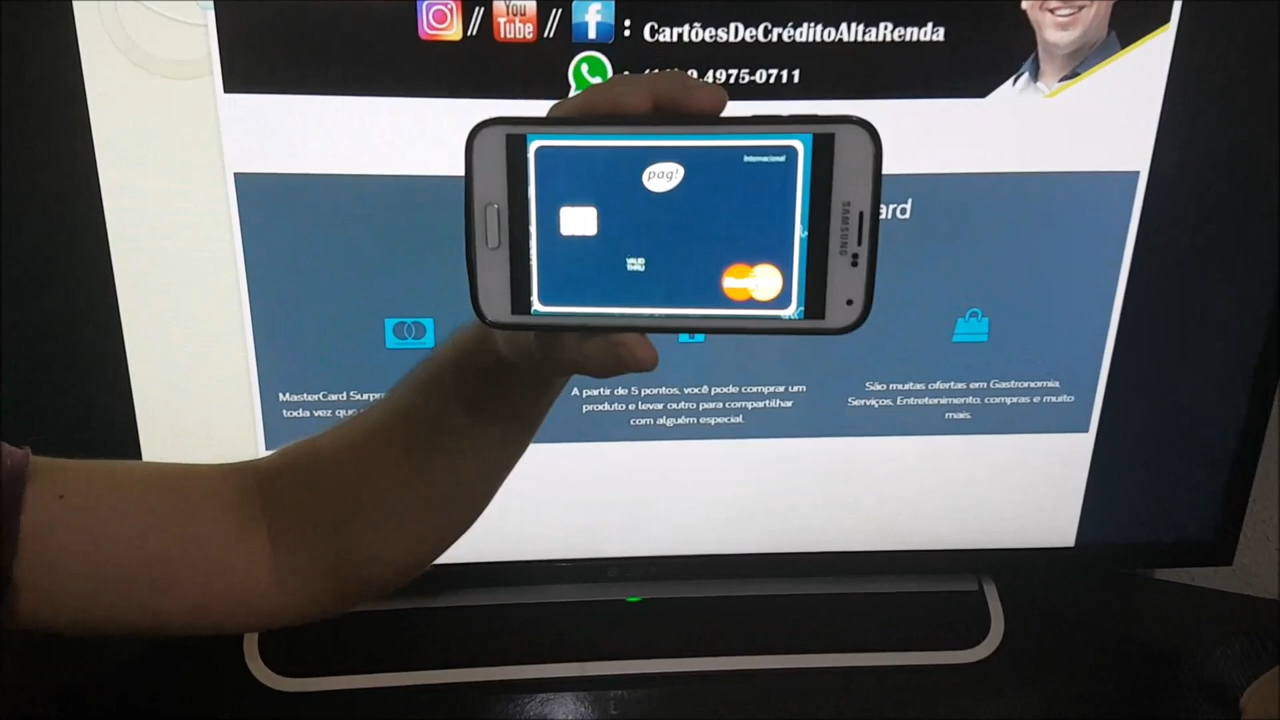 You
Tube
// // : CartõesDeCréditoAltaRenda
9.4975-0711
pag!
Internacional
VALID
THRU
SAMSUNG
ard
MasterCard Surpr
toda vez que
A partir de 5 pontos, você pode comprar um
produto e levar outro para compartilhar
com alguém especial.
São muitas ofertas em Gastronomia,
Serviços, Entretenimento, compras e muito
mais.